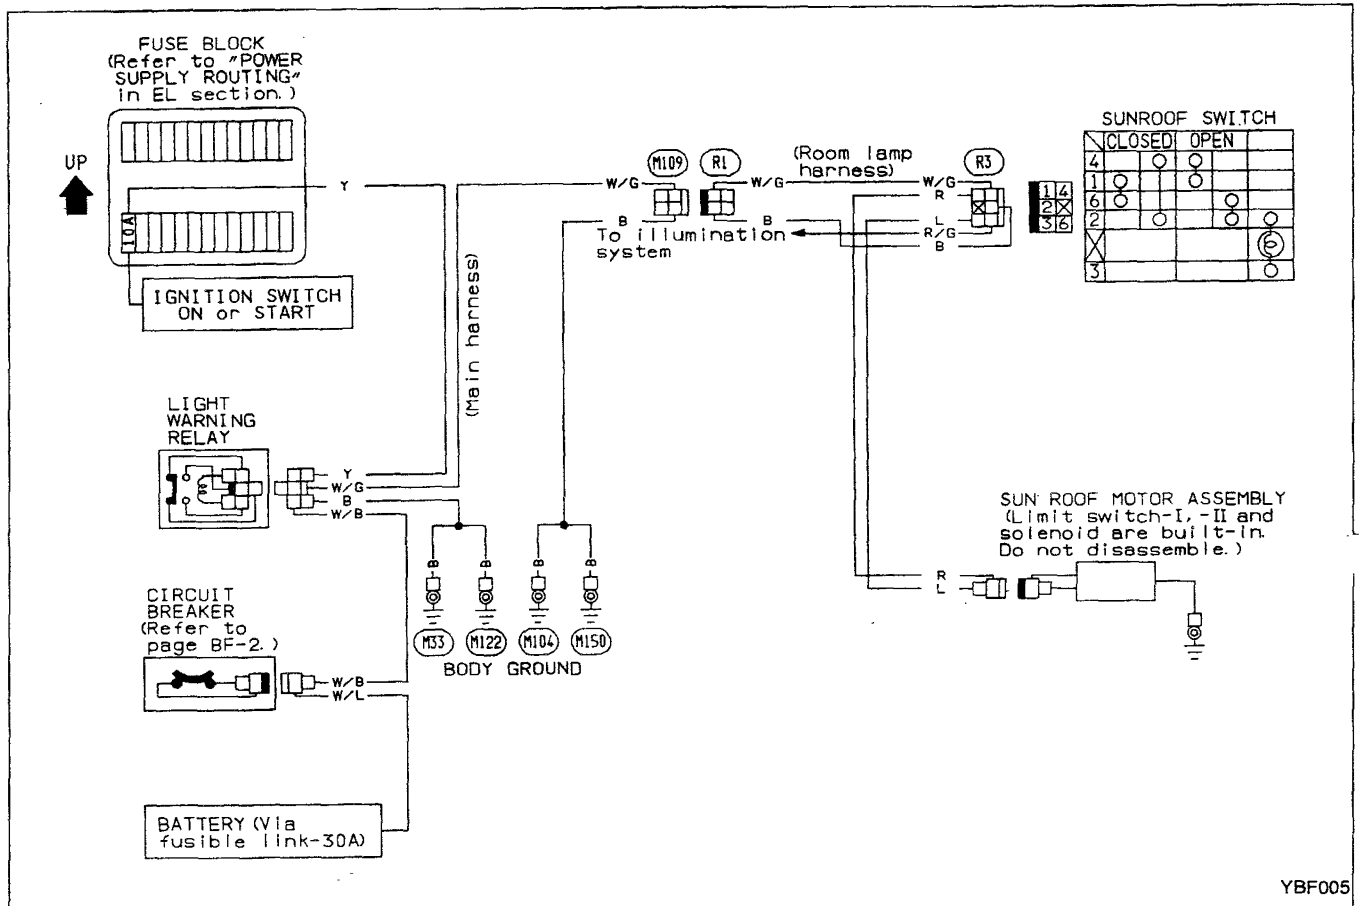 FUSE BLOCK
(Refer to "POWER
SUPPLY ROUTING"
in EL section.)
UP
10A
Y
IGNITION SWITCH
ON or START
(Main harness)
LIGHT
WARNING
RELAY
Y
W/G
B
W/B
CIRCUIT
BREAKER
(Refer to
page BF-2.)
W/B
W/L
BATTERY (Via
fusible link-30A)
B
B
B
B
M33
M122
M104
M150
BODY GROUND
M109
R1
W/G
W/G
B
B
To illumination
system
(Room lamp
harness)
R3
W/G
R
L
R/G
B
1 4
2
3 6
SUNROOF SWITCH
CLOSED OPEN
4
1
6
2
3
SUN ROOF MOTOR ASSEMBLY
(Limit switch-I, -II and
solenoid are built-in.
Do not disassemble.)
R
L
YBF005